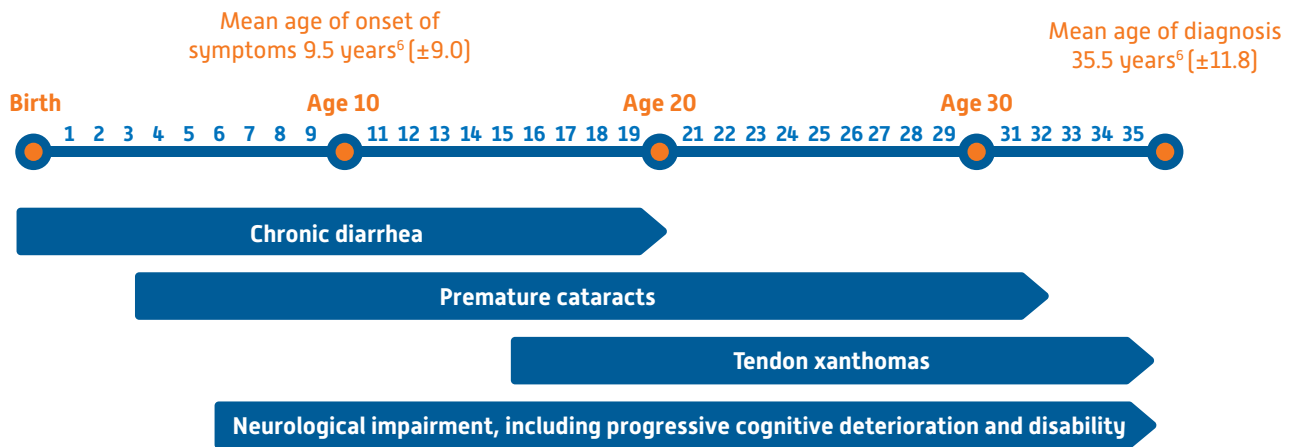 Mean age of onset of
symptoms 9.5 years⁶ (±9.0)
Mean age of diagnosis
35.5 years⁶ (±11.8)
Birth Age 10 Age 20 Age 30
1 2 3 4 5 6 7 8 9 11 12 13 14 15 16 17 18 19 21 22 23 24 25 26 27 28 29 31 32 33 34 35
Chronic diarrhea
Premature cataracts
Tendon xanthomas
Neurological impairment, including progressive cognitive deterioration and disability